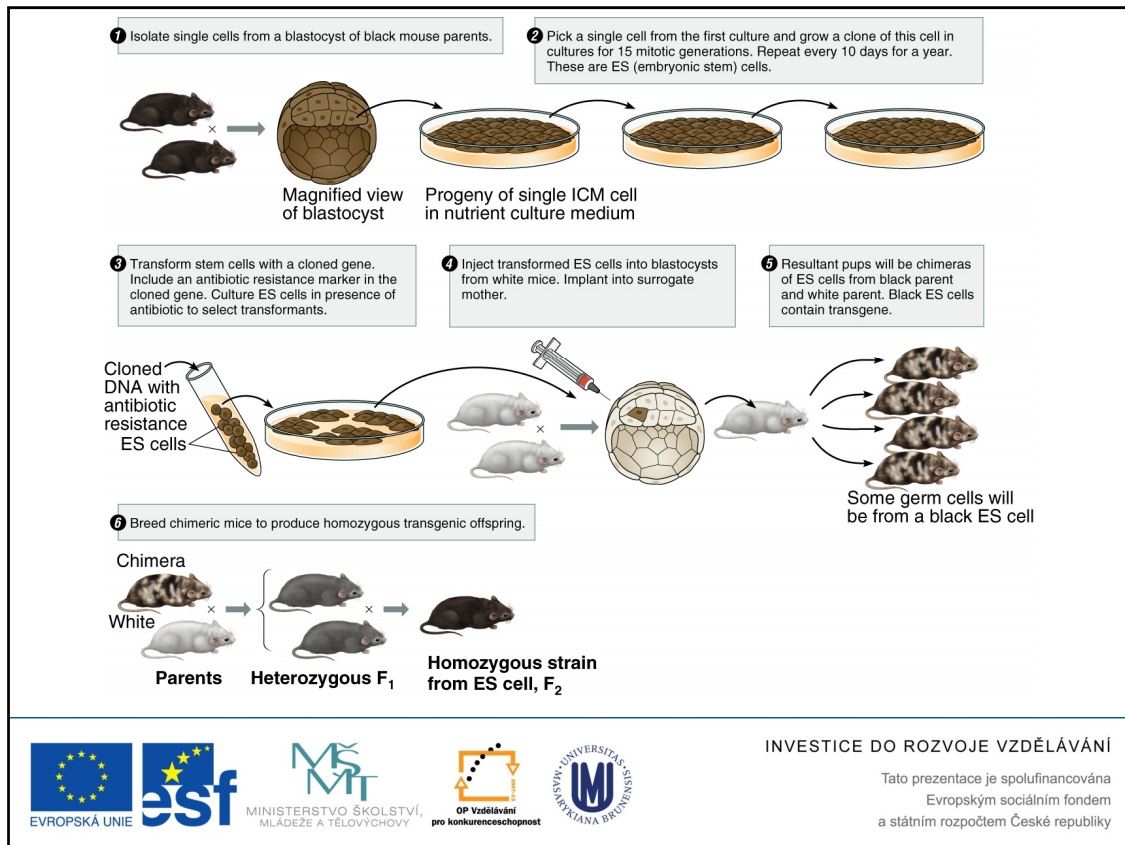 1 Isolate single cells from a blastocyst of black mouse parents.
2 Pick a single cell from the first culture and grow a clone of this cell in
cultures for 15 mitotic generations. Repeat every 10 days for a year.
These are ES (embryonic stem) cells.
×
Magnified view
of blastocyst
Progeny of single ICM cell
in nutrient culture medium
3 Transform stem cells with a cloned gene.
Include an antibiotic resistance marker in the
cloned gene. Culture ES cells in presence of
antibiotic to select transformants.
4 Inject transformed ES cells into blastocysts
from white mice. Implant into surrogate
mother.
5 Resultant pups will be chimeras
of ES cells from black parent
and white parent. Black ES cells
contain transgene.
Cloned
DNA with
antibiotic
resistance
ES cells
×
Some germ cells will
be from a black ES cell
6 Breed chimeric mice to produce homozygous transgenic offspring.
Chimera
× ×
White
Parents
Heterozygous F₁
Homozygous strain
from ES cell, F₂
EVROPSKÁ UNIE
esf
MŠMT
MINISTERSTVO ŠKOLSTVÍ,
MLÁDEŽE A TĚLOVÝCHOVY
2007-13
OP Vzdělávání
pro konkurenceschopnost
UNIVERSITAS
MASARYKIANA BRUNENSIS
INVESTICE DO ROZVOJE VZDĚLÁVÁNÍ
Tato prezentace je spolufinancována
Evropským sociálním fondem
a státním rozpočtem České republiky